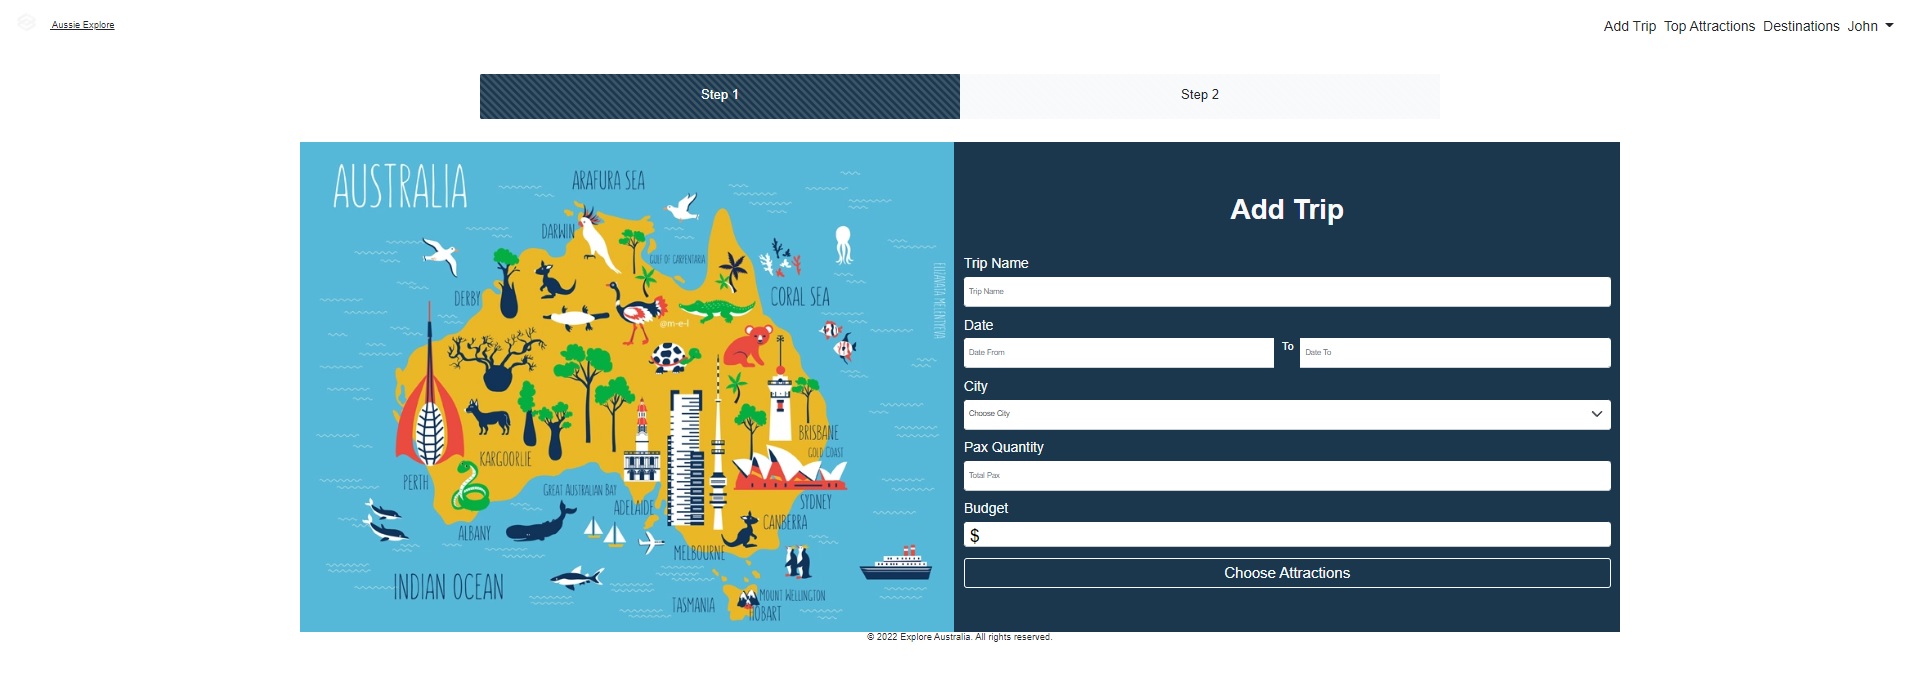 Aussie Explore
Add Trip Top Attractions Destinations John
Step 1
Step 2
AUSTRALIA
ARAFURA SEA
DARWIN
GULF OF CARPENTARIA
DERBY
CORAL SEA
ELIZAVETA MELENTYEVA
@m-e-l
BRISBANE
GOLD COAST
KARGOORLIE
PERTH
GREAT AUSTRALIAN BAY
ADELAIDE
SYDNEY
CANBERRA
ALBANY
MELBOURNE
INDIAN OCEAN
TASMANIA
MOUNT WELLINGTON
HOBART
Add Trip
Trip Name
Trip Name
Date
Date From
To
Date To
City
Choose City
Pax Quantity
Total Pax
Budget
$
Choose Attractions
© 2022 Explore Australia. All rights reserved.